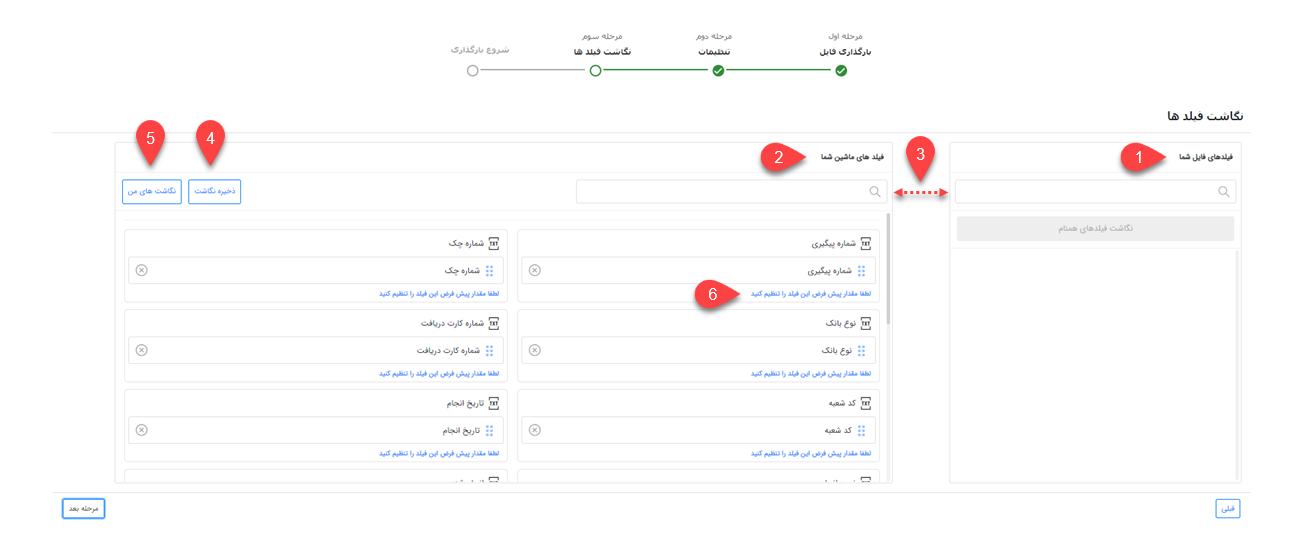 مرحله اول
بارگذاری فایل
مرحله دوم
تنظیمات
مرحله سوم
نگاشت فیلد ها
شروع بارگذاری
نگاشت فیلد ها
فیلدهای فایل شما
1
نگاشت فیلدهای همنام
3
فیلد های ماشین شما
2
4
5
ذخیره نگاشت
نگاشت های من
TXT شماره پیگیری
شماره پیگیری
لطفا مقدار پیش فرض این فیلد را تنظیم کنید
6
TXT شماره چک
شماره چک
لطفا مقدار پیش فرض این فیلد را تنظیم کنید
TXT نوع بانک
نوع بانک
لطفا مقدار پیش فرض این فیلد را تنظیم کنید
TXT شماره کارت دریافت
شماره کارت دریافت
لطفا مقدار پیش فرض این فیلد را تنظیم کنید
TXT کد شعبه
کد شعبه
لطفا مقدار پیش فرض این فیلد را تنظیم کنید
TXT تاریخ انجام
تاریخ انجام
لطفا مقدار پیش فرض این فیلد را تنظیم کنید
قبلی
مرحله بعد